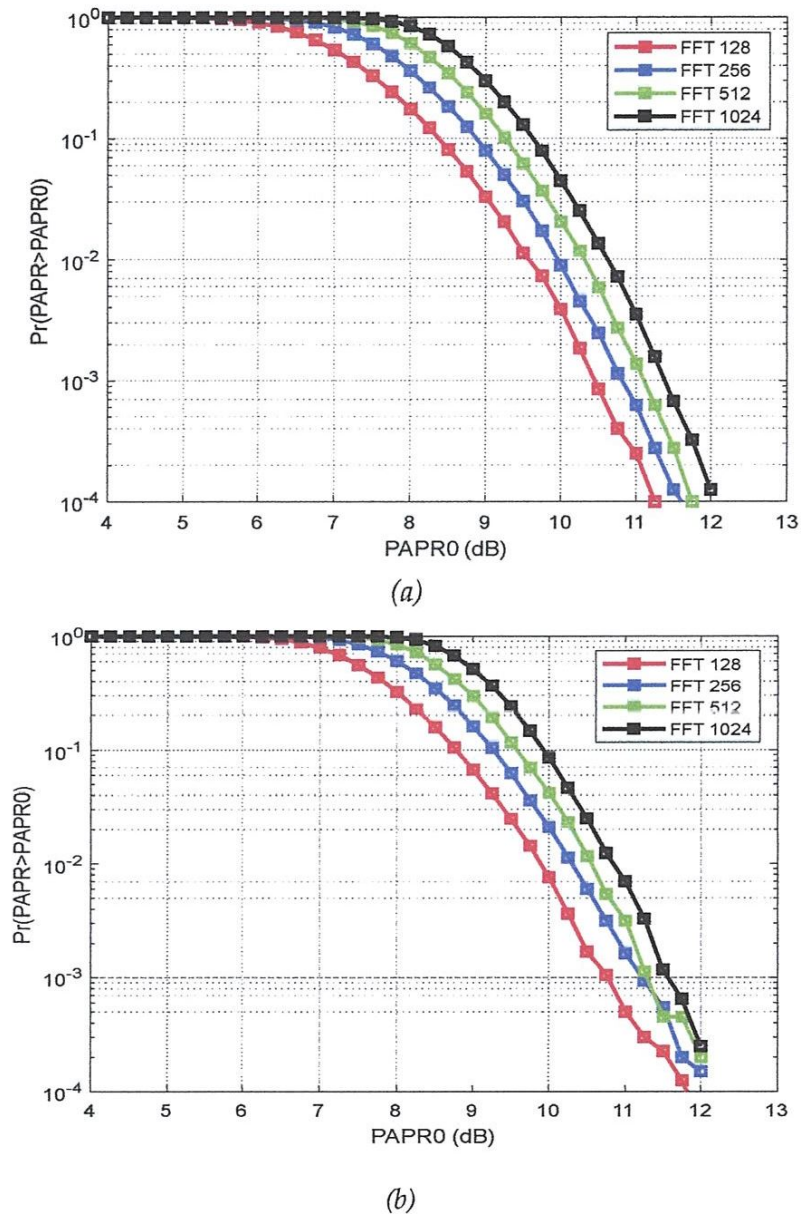 10^0
10^-1
10^-2
10^-3
10^-4
Pr(PAPR>PAPR0)
FFT 128
FFT 256
FFT 512
FFT 1024
4 5 6 7 8 9 10 11 12 13
PAPR0 (dB)
(a)
10^0
10^-1
10^-2
10^-3
10^-4
Pr(PAPR>PAPR0)
FFT 128
FFT 256
FFT 512
FFT 1024
4 5 6 7 8 9 10 11 12 13
PAPR0 (dB)
(b)